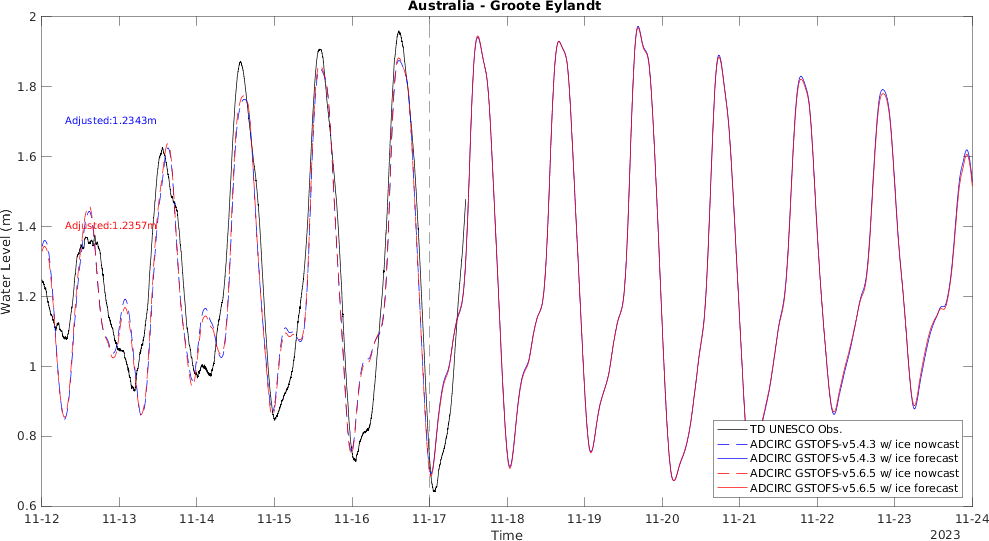 Australia - Groote Eylandt
2
1.8
1.6
1.4
1.2
1
0.8
0.6
Water Level (m)
Adjusted:1.2343m
Adjusted:1.2357m
TD UNESCO Obs.
ADCIRC GSTOFS-v5.4.3 w/ ice nowcast
ADCIRC GSTOFS-v5.4.3 w/ ice forecast
ADCIRC GSTOFS-v5.6.5 w/ ice nowcast
ADCIRC GSTOFS-v5.6.5 w/ ice forecast
11-12 11-13 11-14 11-15 11-16 11-17 11-18 11-19 11-20 11-21 11-22 11-23 11-24
Time
2023